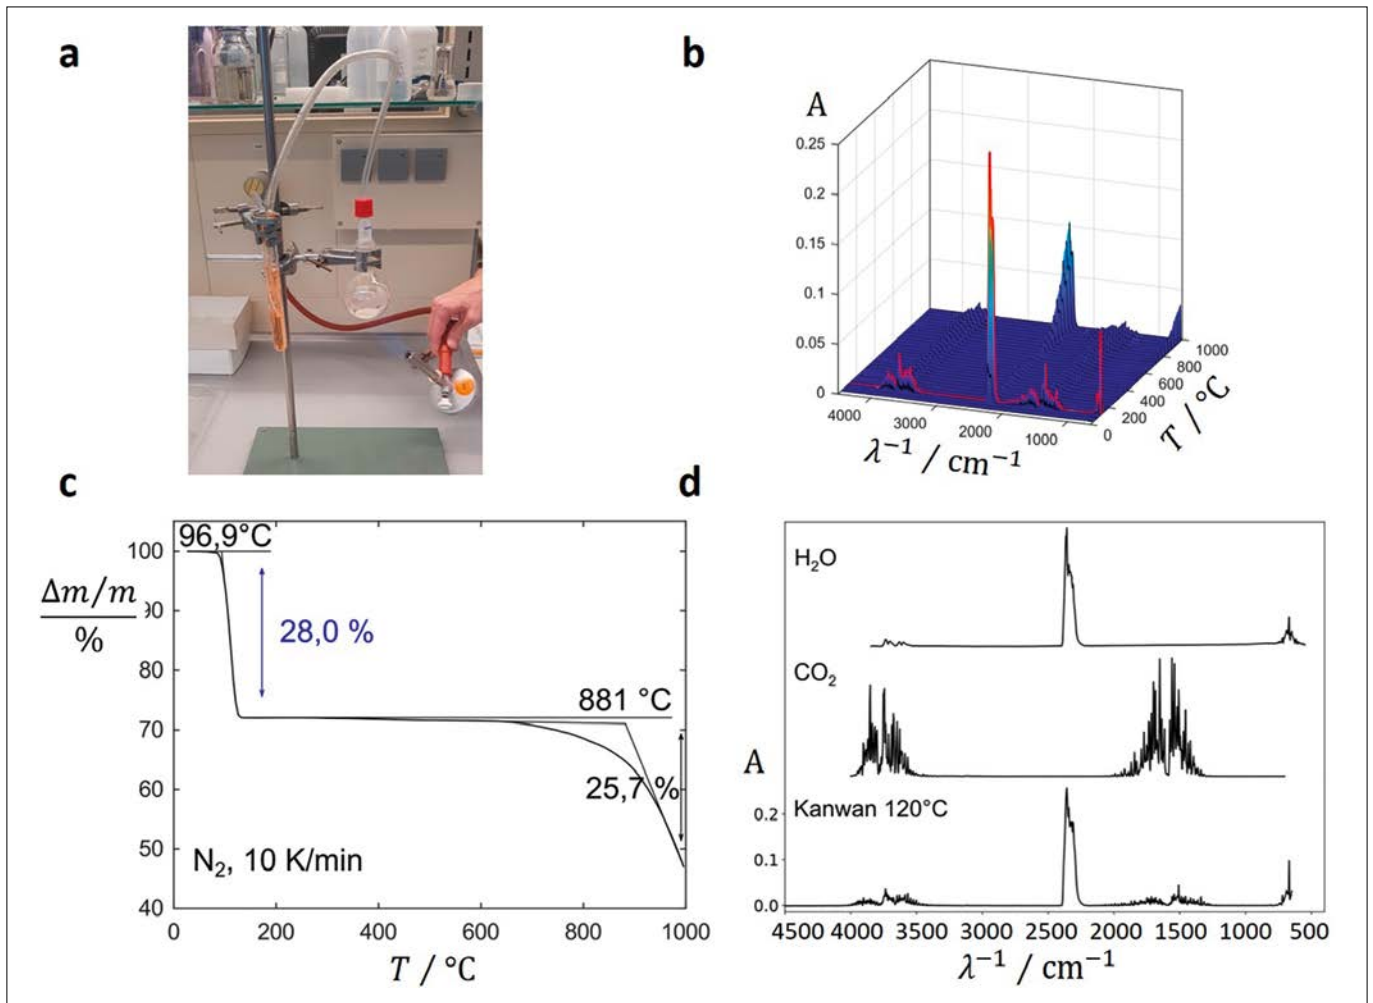 a
b
A
0.25
0.2
0.15
0.1
0.05
0
4000
3000
2000
1000
λ⁻¹ / cm⁻¹
0
200
400
600
800
1000
T / °C
c
96,9°C
100
90
80
70
60
50
40
Δm/m
%
28,0 %
881 °C
25,7 %
N₂, 10 K/min
0
200
400
600
800
1000
T / °C
d
H₂O
CO₂
A
Kanwan 120°C
0.2
0.1
0.0
4500 4000 3500 3000 2500 2000 1500 1000 500
λ⁻¹ / cm⁻¹